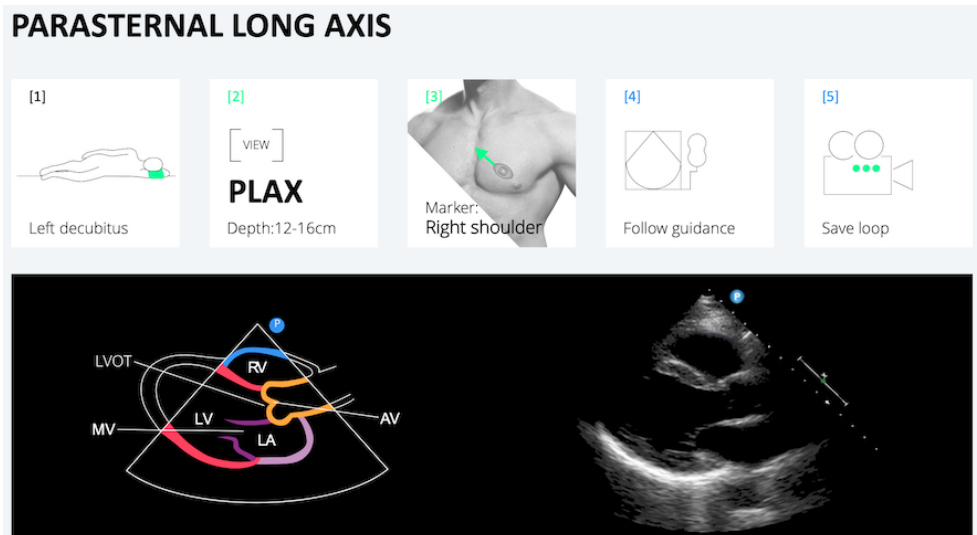 PARASTERNAL LONG AXIS
[1]
Left decubitus
[2]
VIEW
PLAX
Depth:12-16cm
[3]
Marker:
Right shoulder
[4]
Follow guidance
[5]
Save loop
P
LVOT
RV
LV
AV
MV
LA
P